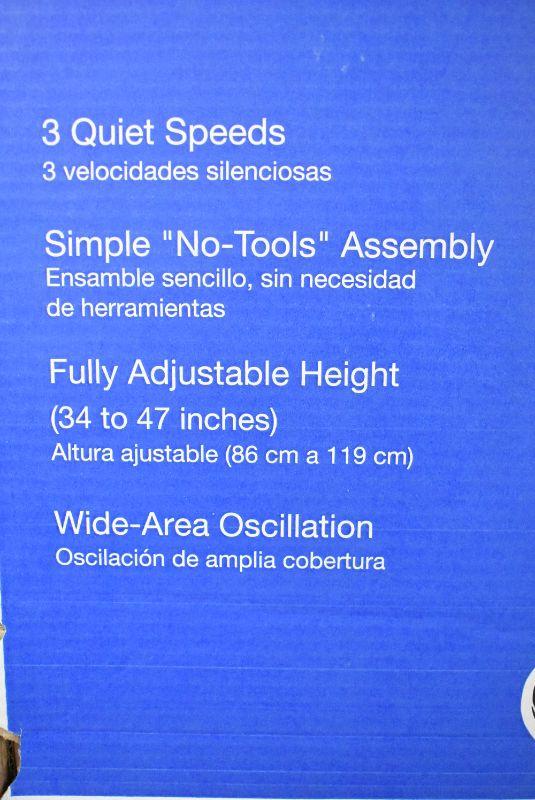 3 Quiet Speeds
3 velocidades silenciosas
Simple "No-Tools" Assembly
Ensamble sencillo, sin necesidad
de herramientas
Fully Adjustable Height
(34 to 47 inches)
Altura ajustable (86 cm a 119 cm)
Wide-Area Oscillation
Oscilación de amplia cobertura